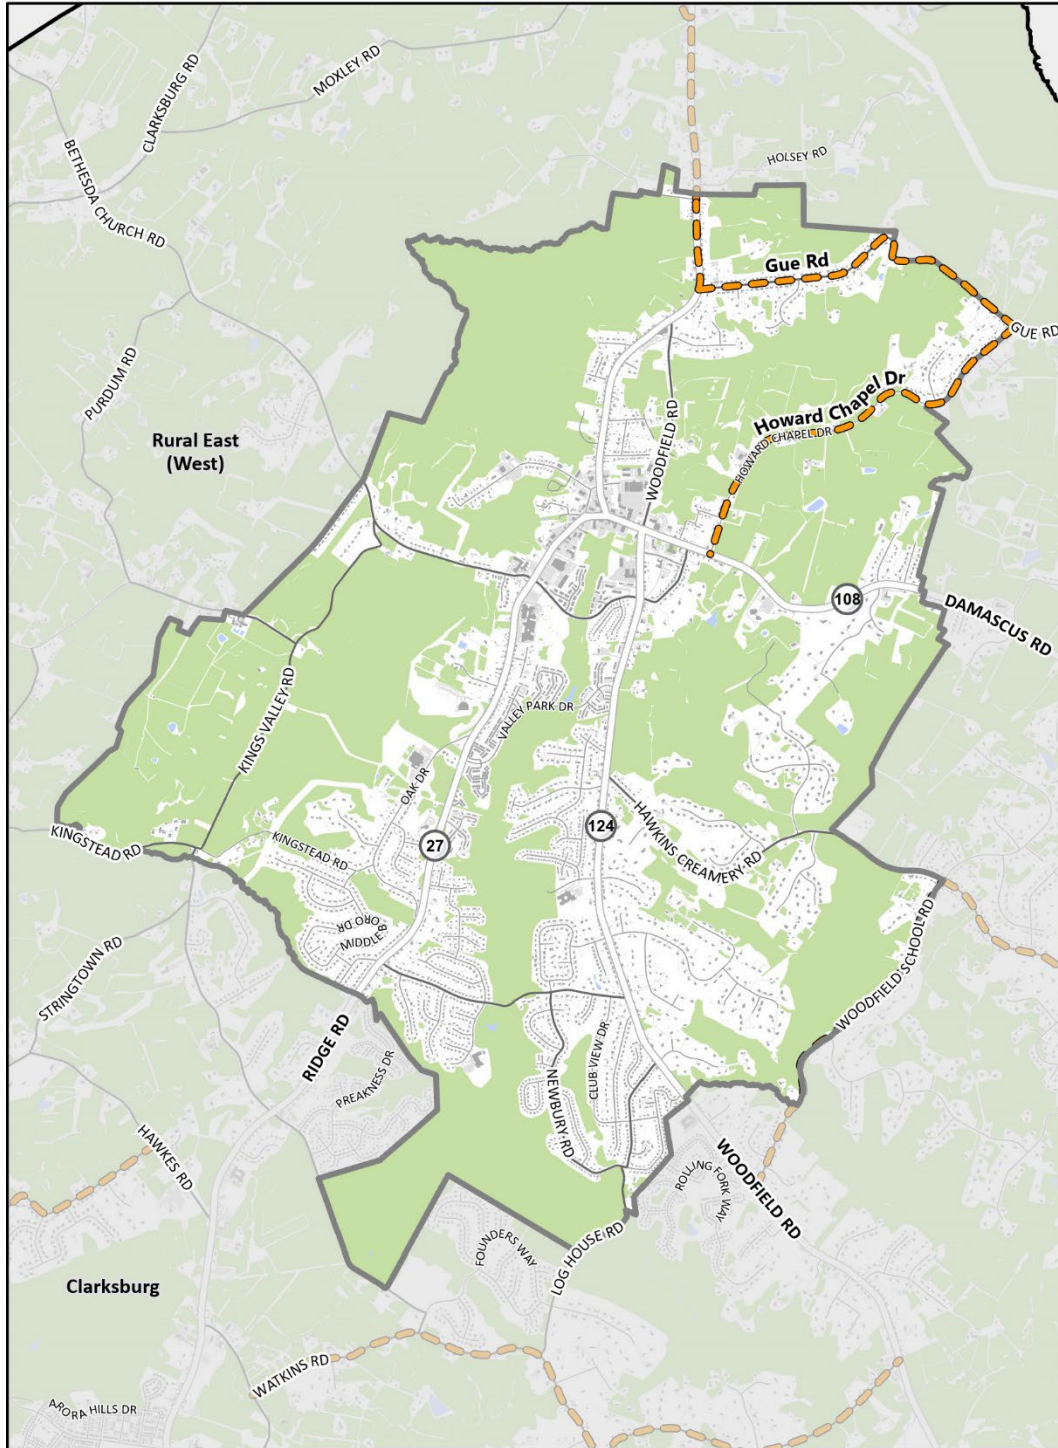 MOXLEY RD
CLARKSBURG RD
BETHESDA CHURCH RD
HOLSEY RD
Gue Rd
GUE RD
PURDUM RD
Howard Chapel Dr
HOWARD CHAPEL DR
WOODFIELD RD
Rural East
(West)
108
DAMASCUS RD
KINGS VALLEY RD
VALLEY PARK DR
OAK DR
HAWKINS CREAMERY RD
124
27
KINGSTEAD RD
KINGSTEAD RD
ORO DR
MIDDLEB
WOODFIELD SCHOOL RD
STRINGTOWN RD
RIDGE RD
PREAKNESS DR
CLUB VIEW DR
NEWBURY RD
HAWKES RD
ROLLING FORK WAY
WOODFIELD RD
FOUNDERS WAY
LOG HOUSE RD
Clarksburg
WATKINS RD
ARORA HILLS DR